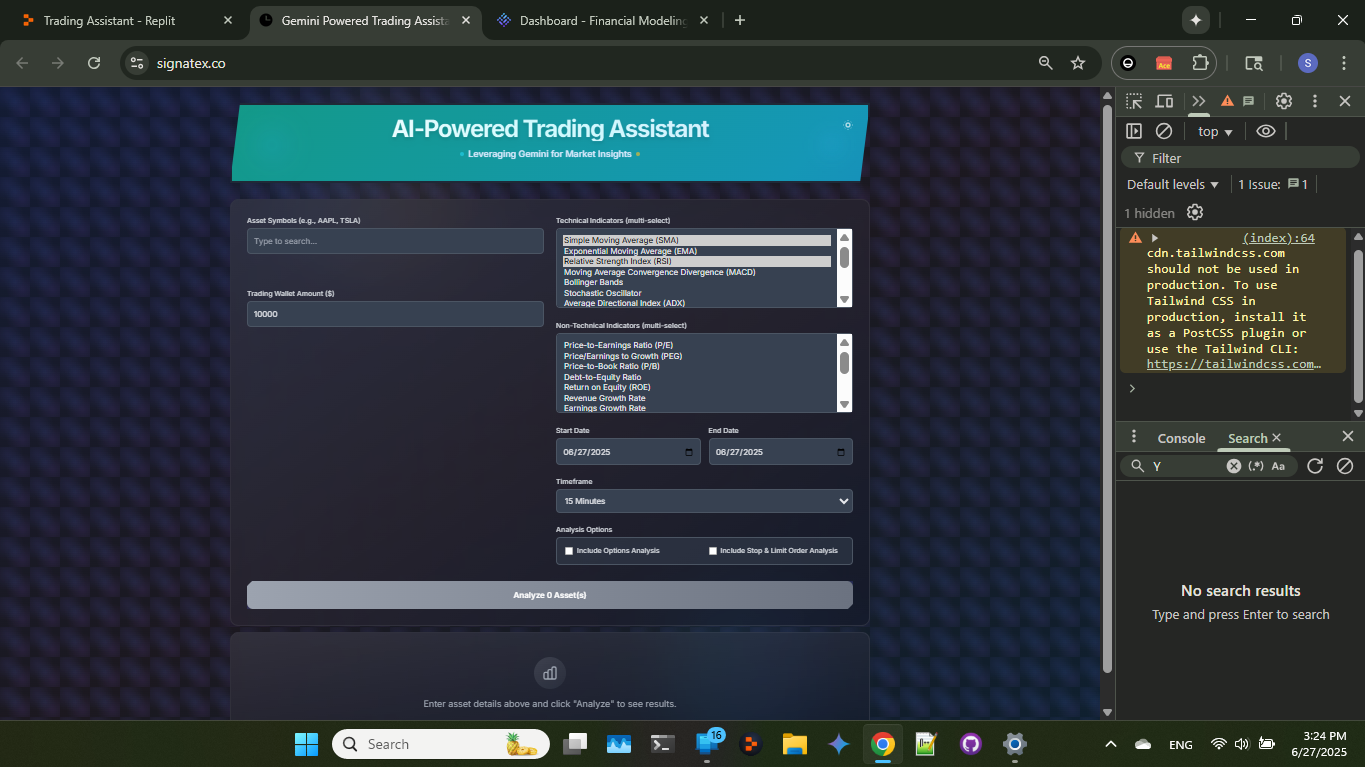 Trading Assistant - Replit
Gemini Powered Trading Assista
Dashboard - Financial Modeling
signatex.co
Ace
S
AI-Powered Trading Assistant
Leveraging Gemini for Market Insights
Asset Symbols (e.g., AAPL, TSLA)
Type to search...
Trading Wallet Amount ($)
10000
Technical Indicators (multi-select)
Simple Moving Average (SMA)
Exponential Moving Average (EMA)
Relative Strength Index (RSI)
Moving Average Convergence Divergence (MACD)
Bollinger Bands
Stochastic Oscillator
Average Directional Index (ADX)
Non-Technical Indicators (multi-select)
Price-to-Earnings Ratio (P/E)
Price/Earnings to Growth (PEG)
Price-to-Book Ratio (P/B)
Debt-to-Equity Ratio
Return on Equity (ROE)
Revenue Growth Rate
Earnings Growth Rate
Start Date
End Date
06/27/2025
06/27/2025
Timeframe
15 Minutes
Analysis Options
Include Options Analysis
Include Stop & Limit Order Analysis
Analyze 0 Asset(s)
Enter asset details above and click "Analyze" to see results.
top
Filter
Default levels
1 Issue:
1
1 hidden
(index):64
cdn.tailwindcss.com
should not be used in
production. To use
Tailwind CSS in
production, install it
as a PostCSS plugin or
use the Tailwind CLI:
https://tailwindcss.com…
Console
Search
Y
(.*)
Aa
No search results
Type and press Enter to search
Search
16
ENG
3:24 PM
6/27/2025